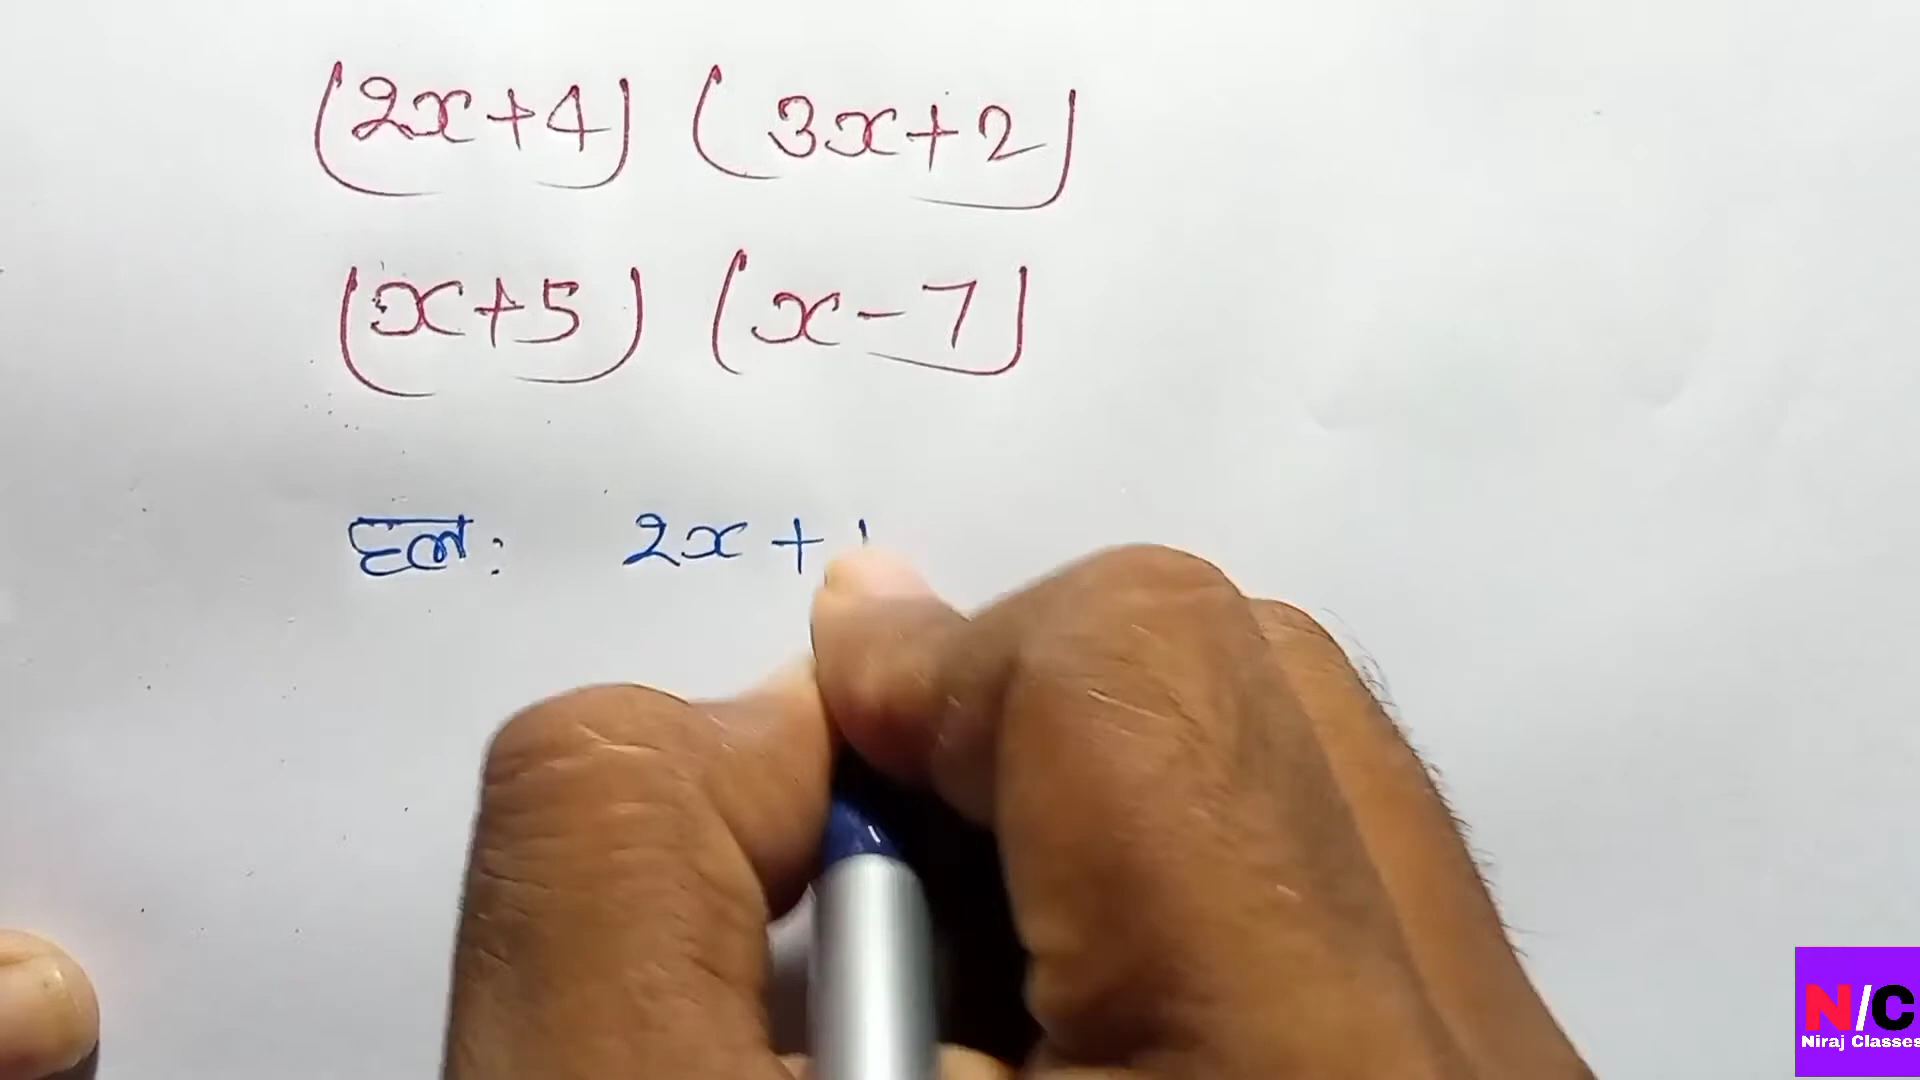 (2x+4) (3x+2)
(x+5) (x-7)
हल: 2x +
N/C
Niraj Classes